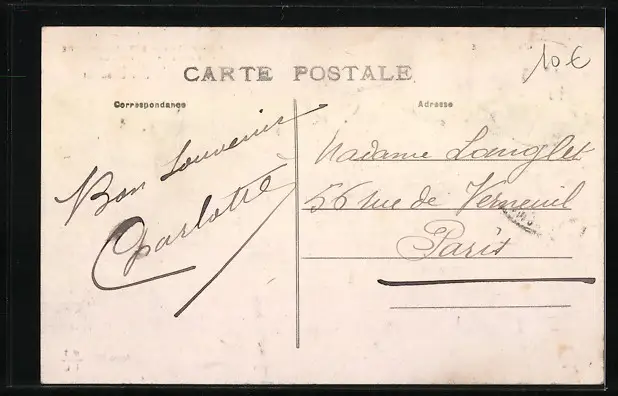 10€
CARTE POSTALE
Correspondance
Adresse
Bon Souvenir
Charlotte
Madame Langlet
56 rue de Verneuil
Paris